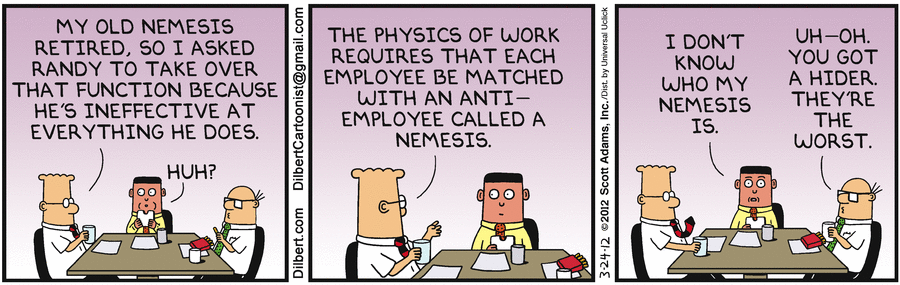 MY OLD NEMESIS
RETIRED, SO I ASKED
RANDY TO TAKE OVER
THAT FUNCTION BECAUSE
HE'S INEFFECTIVE AT
EVERYTHING HE DOES.
HUH?
Dilbert.com DilbertCartoonist@gmail.com
THE PHYSICS OF WORK
REQUIRES THAT EACH
EMPLOYEE BE MATCHED
WITH AN ANTI-
EMPLOYEE CALLED A
NEMESIS.
3-24-12 ©2012 Scott Adams, Inc./Dist. by Universal Uclick
I DON'T
KNOW
WHO MY
NEMESIS
IS.
UH-OH.
YOU GOT
A HIDER.
THEY'RE
THE
WORST.